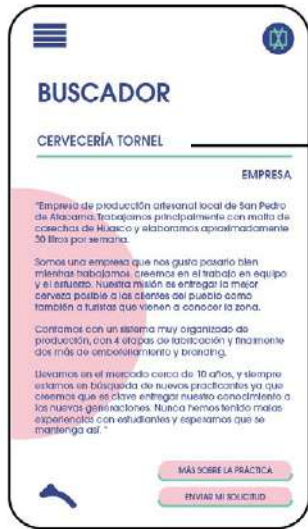 BUSCADOR
CERVECERÍA TORNEL
EMPRESA
"Empresa de producción artesanal local de San Pedro
de Atacama. Trabajamos principalmente con malta de
cosechas de Huasco y elaboramos aproximadamente
30 litros por semana.
Somos una empresa que nos gusta pasarlo bien
mientras trabajamos, creemos en el trabajo en equipo
y el esfuerzo. Nuestra misión es entregar la mejor
cerveza posible a los clientes del pueblo como
también a turistas que vienen a conocer la zona.
Contamos con un sistema muy organizado de
producción, con 4 etapas de fabricación y finalmente
dos más de embotellamiento y branding.
Llevamos en el mercado cerca de 10 años, y siempre
estamos en búsqueda de nuevos practicantes ya que
creemos que es clave entregar nuestro conocimiento a
las nuevas generaciones. Nunca hemos tenido malas
experiencias con estudiantes y esperamos que se
mantenga así. "
MÁS SOBRE LA PRÁCTICA
ENVIAR MI SOLICITUD